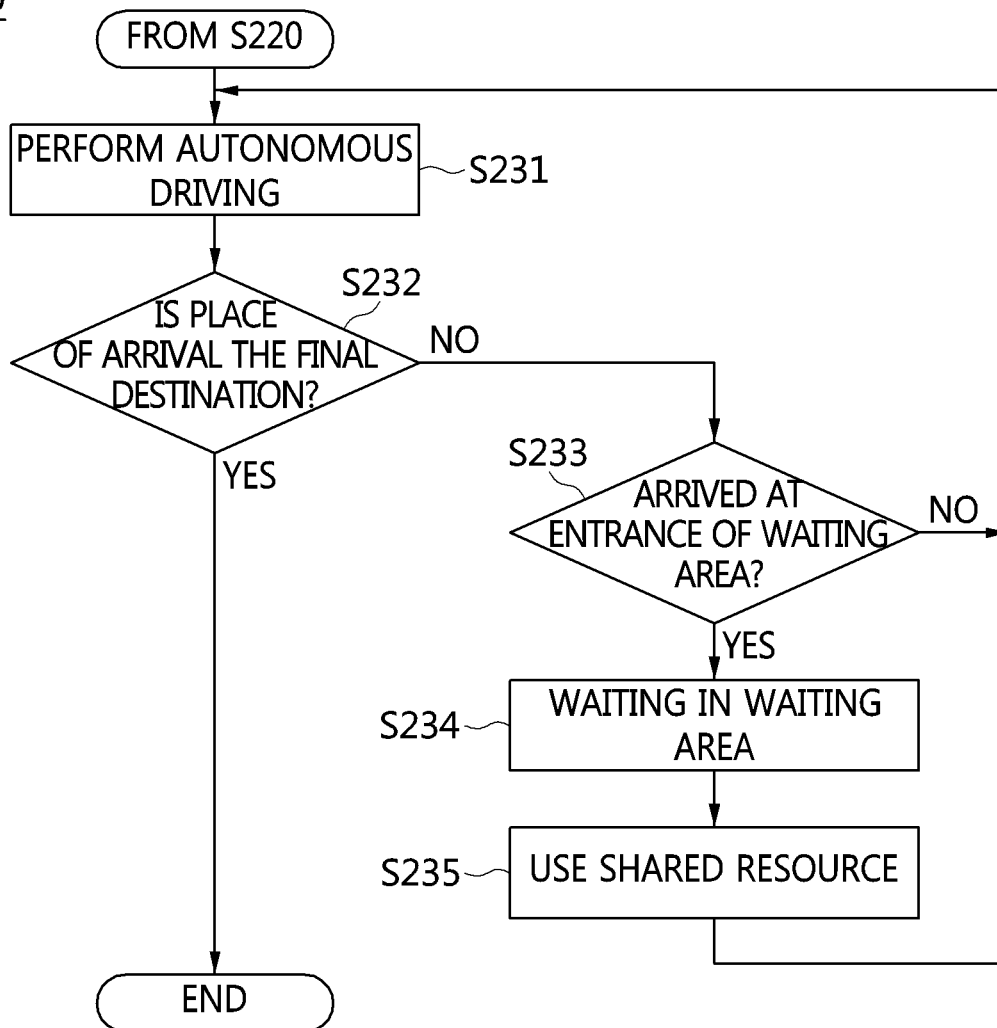 FROM S220
PERFORM AUTONOMOUS
DRIVING
S231
S232
IS PLACE
OF ARRIVAL THE FINAL
DESTINATION?
NO
YES
S233
ARRIVED AT
ENTRANCE OF WAITING
AREA?
NO
YES
S234
WAITING IN WAITING
AREA
S235
USE SHARED RESOURCE
END